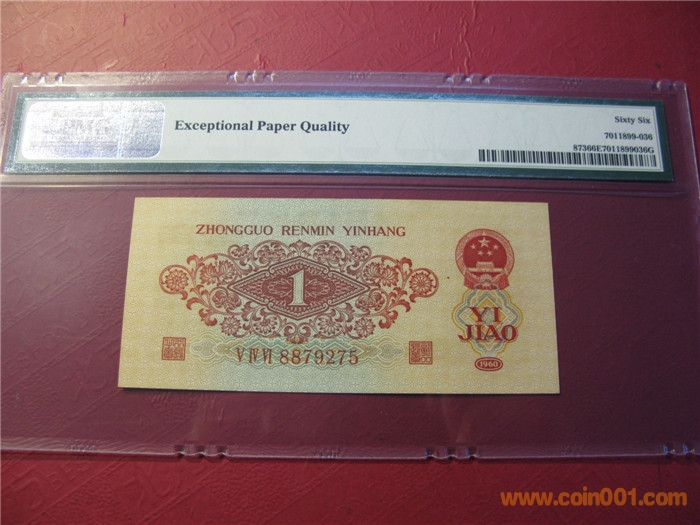 Exceptional Paper Quality
Sixty Six
7011899-036
87366E7011899036G
ZHONGGUO RENMIN YINHANG
1
YI
JIAO
V IV VI 8879275
1960
www.coin001.com